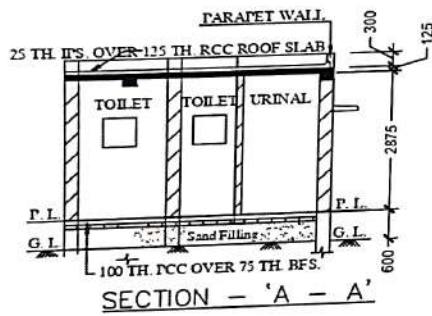 PARAPET WALL
300
125
25 TH. IPS. OVER 125 TH. RCC ROOF SLAB
TOILET TOILET URINAL
2875
P. L. P. L.
G. L. Sand Filling G. L.
600
100 TH. PCC OVER 75 TH. BFS.
SECTION - 'A - A'